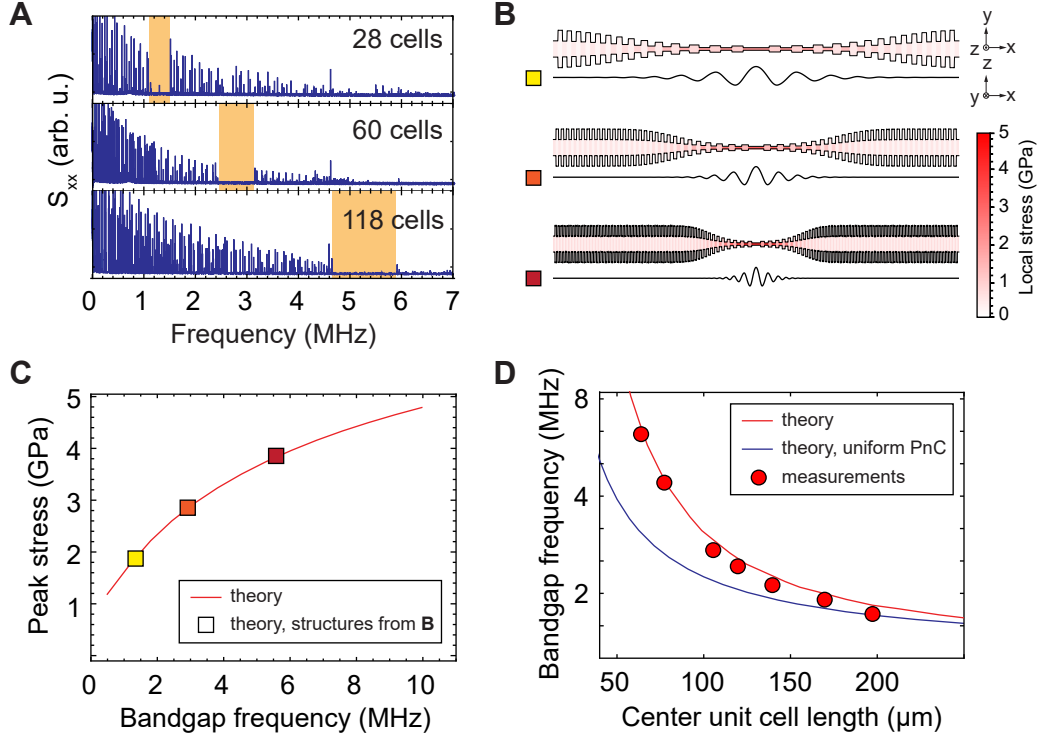 A
28 cells
60 cells
118 cells
S_xx (arb. u.)
0 1 2 3 4 5 6 7
Frequency (MHz)
B
y
z x
z
y x
5
4
3
2
1
0
Local stress (GPa)
C
5
4
3
2
1
Peak stress (GPa)
theory
theory, structures from B
0 2 4 6 8 10
Bandgap frequency (MHz)
D
8
4
2
Bandgap frequency (MHz)
theory
theory, uniform PnC
measurements
50 100 150 200
Center unit cell length (μm)